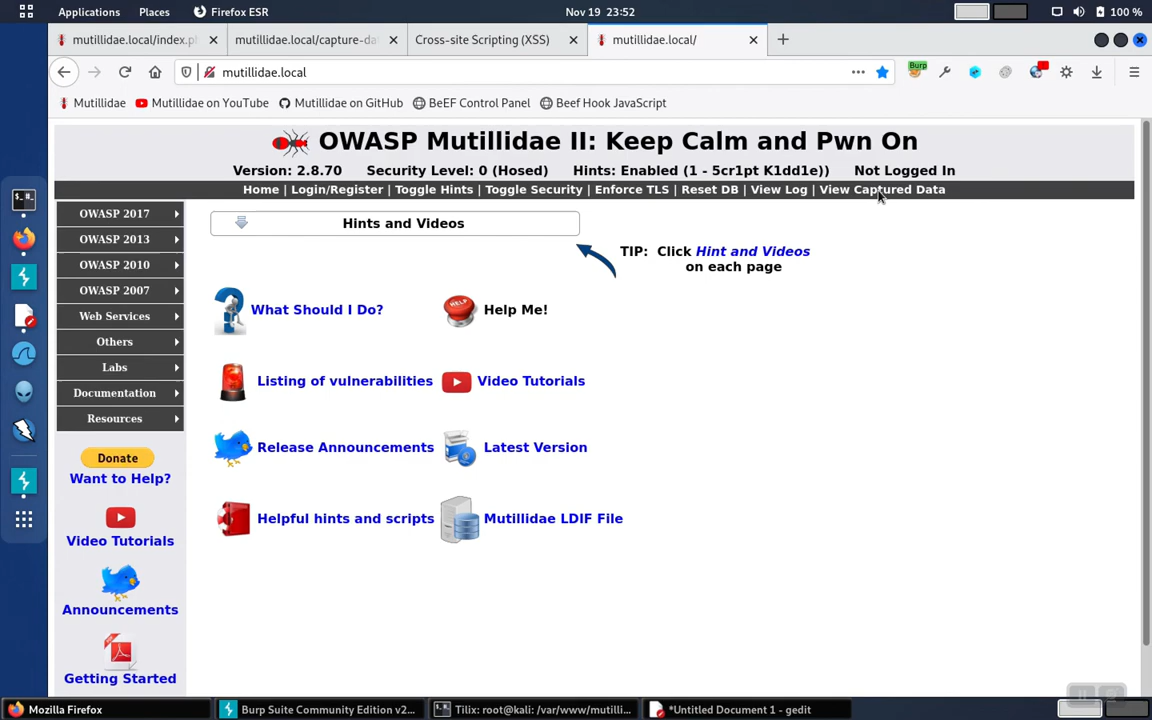 Applications Places Firefox ESR Nov 19 23:52 100 %
mutillidae.local/index.ph mutillidae.local/capture-da Cross-site Scripting (XSS) mutillidae.local/
mutillidae.local Burp
Mutillidae Mutillidae on YouTube Mutillidae on GitHub BeEF Control Panel Beef Hook JavaScript
OWASP Mutillidae II: Keep Calm and Pwn On
Version: 2.8.70 Security Level: 0 (Hosed) Hints: Enabled (1 - 5cr1pt K1dd1e)) Not Logged In
Home | Login/Register | Toggle Hints | Toggle Security | Enforce TLS | Reset DB | View Log | View Captured Data
OWASP 2017
OWASP 2013
OWASP 2010
OWASP 2007
Web Services
Others
Labs
Documentation
Resources
Donate
Want to Help?
Video Tutorials
Announcements
Getting Started
Hints and Videos
TIP: Click Hint and Videos
on each page
What Should I Do? Help Me!
Listing of vulnerabilities Video Tutorials
Release Announcements Latest Version
Helpful hints and scripts Mutillidae LDIF File
Mozilla Firefox Burp Suite Community Edition v2... Tilix: root@kali: /var/www/mutilli... *Untitled Document 1 - gedit